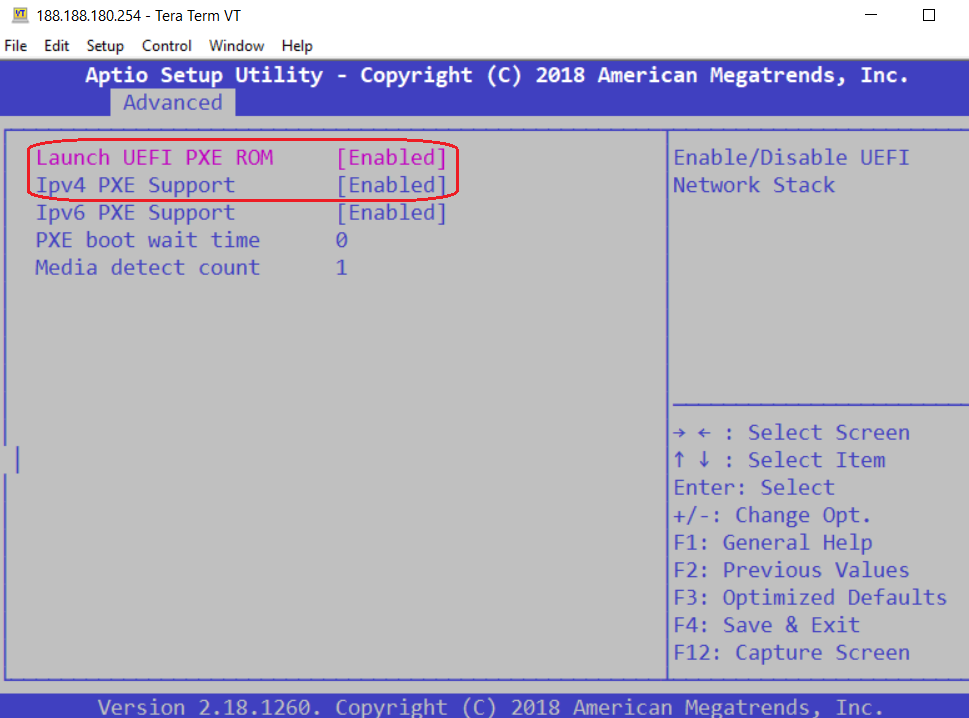 VT 188.188.180.254 - Tera Term VT
File Edit Setup Control Window Help
Aptio Setup Utility - Copyright (C) 2018 American Megatrends, Inc.
Advanced
Launch UEFI PXE ROM [Enabled]
Ipv4 PXE Support [Enabled]
Ipv6 PXE Support [Enabled]
PXE boot wait time 0
Media detect count 1
Enable/Disable UEFI
Network Stack
→ ← : Select Screen
↑ ↓ : Select Item
Enter: Select
+/-: Change Opt.
F1: General Help
F2: Previous Values
F3: Optimized Defaults
F4: Save & Exit
F12: Capture Screen
Version 2.18.1260. Copyright (C) 2018 American Megatrends, Inc.